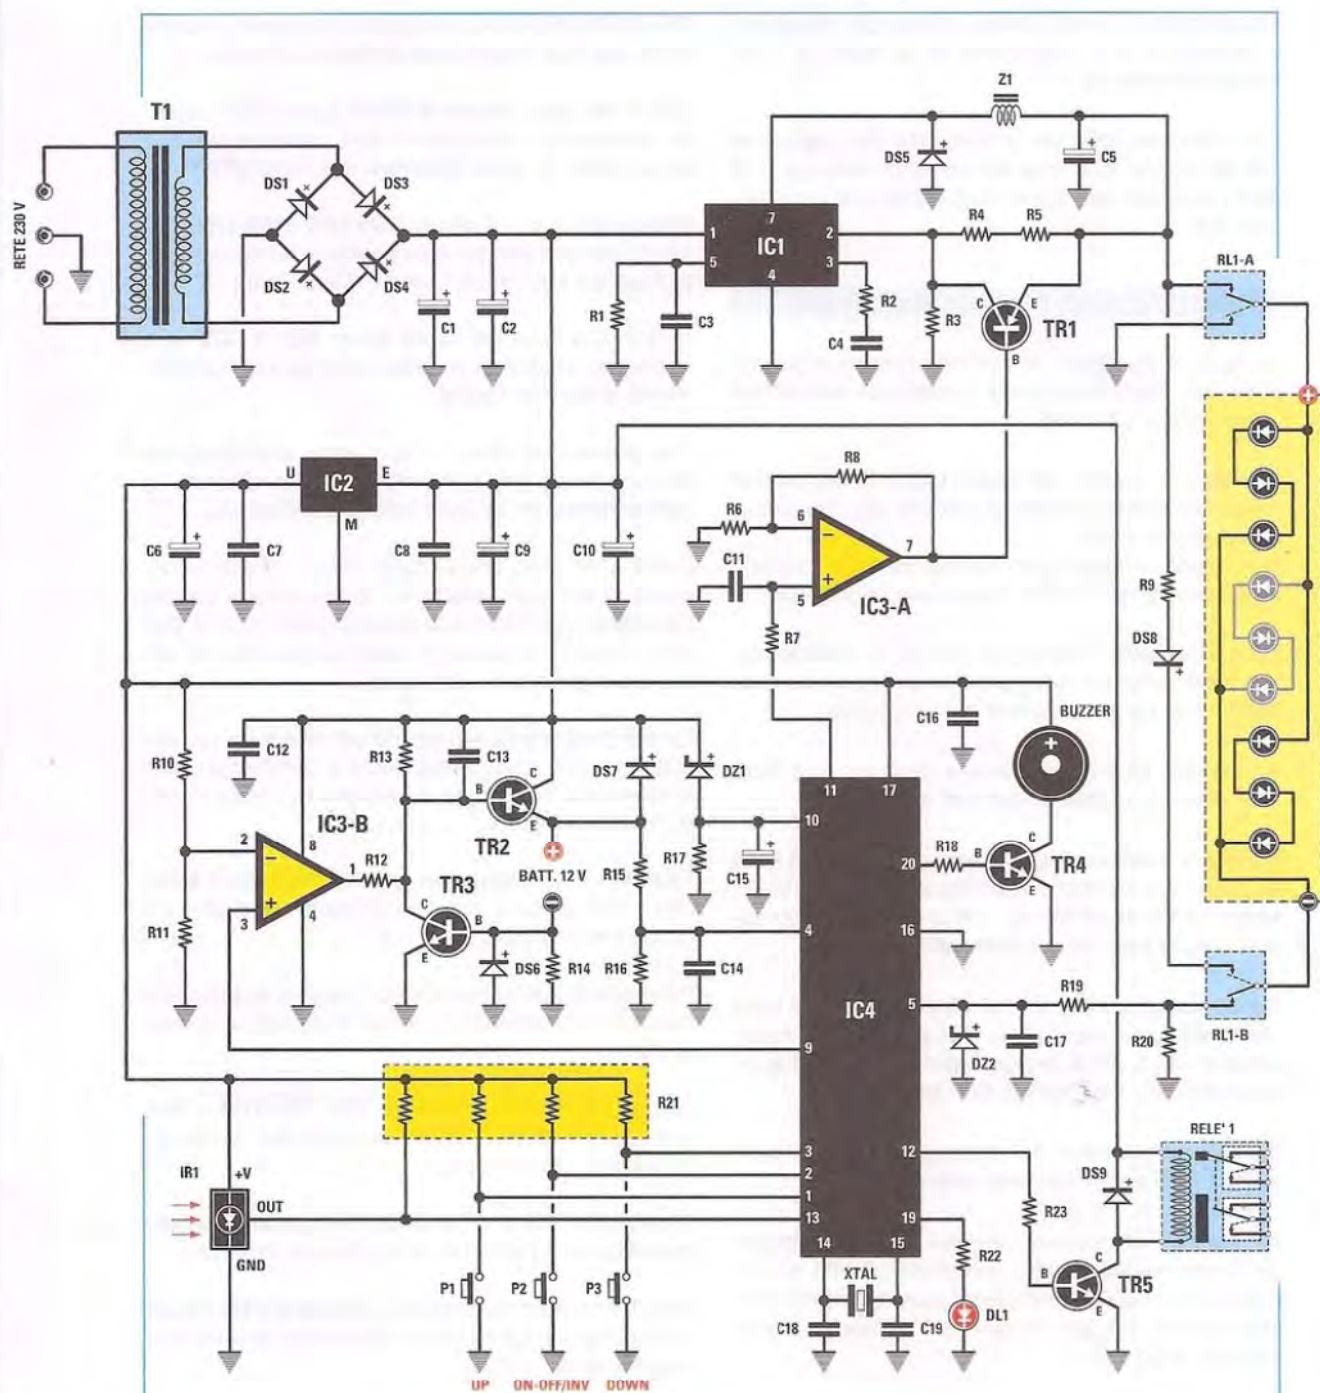 Z1
T1
DS5
C5
DS1
DS3
RETE 230 V
1
7
2
IC1
R4
R5
5
3
4
RL1-A
DS2
DS4
C1
C2
R1
C3
R2
C4
R3
C
E
TR1
B
+
U
IC2
E
M
R8
R6
6
7
5
IC3-A
C6
C7
C8
C9
C10
C11
R7
R9
DS8
C16
BUZZER
+
R10
C12
R13
C13
DS7
DZ1
B
C
E
TR2
11
17
10
IC3-B
2
8
1
R12
3
4
TR3
BATT. 12 V
R15
R17
C15
20
R18
B
C
E
TR4
R11
C
B
E
DS6
R14
R16
C14
4
16
IC4
5
R19
RL1-B
9
DZ2
C17
R20
R21
RELE' 1
IR1
+V
OUT
GND
3
2
1
13
12
19
14
15
DS9
R23
R22
C
B
E
TR5
P1
P2
P3
XTAL
C18
C19
DL1
UP
ON-OFF/INV
DOWN